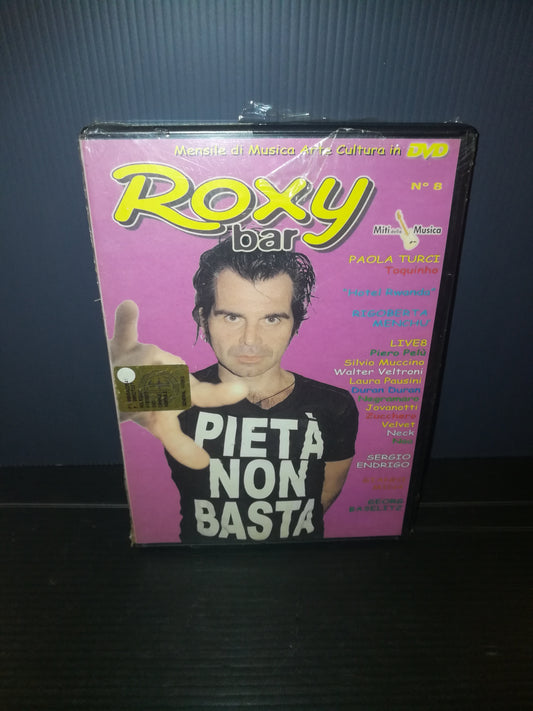 Mensile di Musica Arte Cultura in DVD
Roxy
bar
N° 8
Miti della Musica
PAOLA TURCI
Toquinho
"Hotel Rwanda"
RIGOBERTA
MENCHU
LIVE8
Piero Pelú
Silvio Muccino
Walter Veltroni
Laura Pausini
Duran Duran
Negramaro
Jovanotti
Zucchero
Velvet
Neck
Nek
SERGIO
ENDRIGO
GEORG
BASELITZ
PIETÀ
NON
BASTA